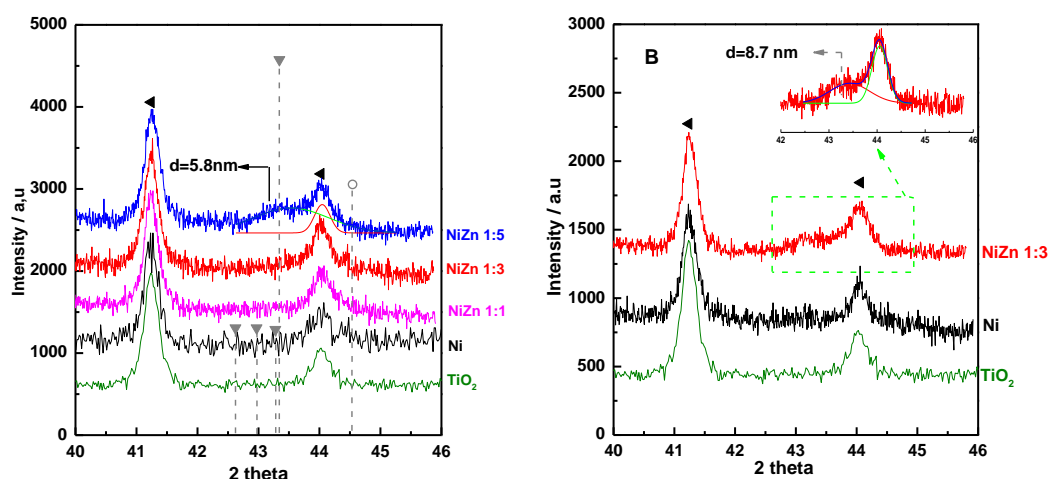 5000
4000
3000
2000
1000
0
Intensity / a,u
40 41 42 43 44 45 46
2 theta
d=5.8nm
NiZn 1:5
NiZn 1:3
NiZn 1:1
Ni
TiO2
3000
2500
2000
1500
1000
500
0
Intensity / a.u
40 41 42 43 44 45 46
2 theta
B
d=8.7 nm
42 43 44 45 46
NiZn 1:3
Ni
TiO2